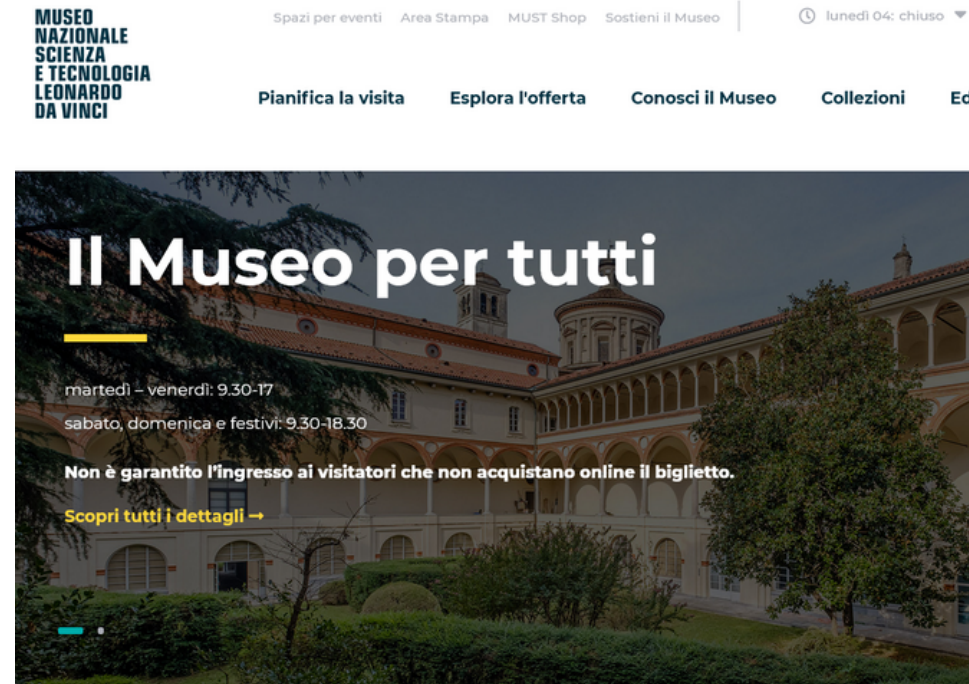 MUSEO
NAZIONALE
SCIENZA
E TECNOLOGIA
LEONARDO
DA VINCI
Spazi per eventi Area Stampa MUST Shop Sostieni il Museo
lunedì 04: chiuso
Pianifica la visita Esplora l'offerta Conosci il Museo Collezioni Ed
Il Museo per tutti
martedì – venerdì: 9.30-17
sabato, domenica e festivi: 9.30-18.30
Non è garantito l’ingresso ai visitatori che non acquistano online il biglietto.
Scopri tutti i dettagli →